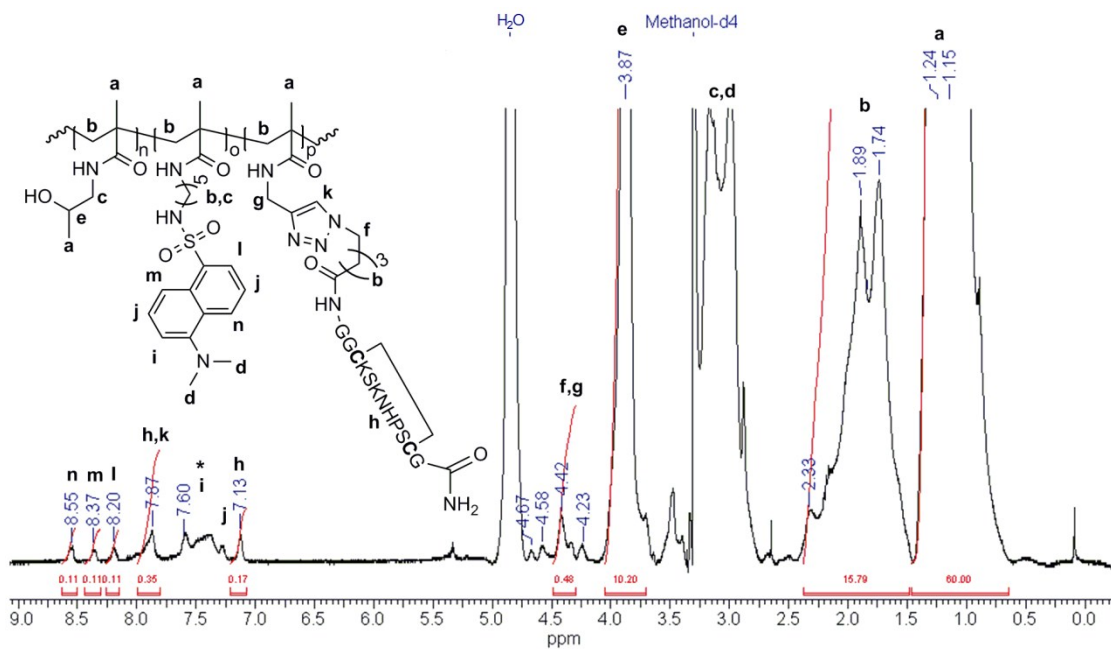 H2O
e
3.87
Methanol-d4
a
1.24
1.15
c,d
b
1.89
1.74
2.33
a
a
a
b
b
b
n
o
p
HN
O
HN
O
HN
O
HO
c
e
a
5
b,c
HN
O
S
O
g
k
N
N=N
f
3
b
O
HN
m
l
j
j
n
i
N
d
d
GGCKSKNHPSCG
h
O
NH2
f,g
4.67
4.58
4.42
4.23
n
m
l
h,k
*
i
j
h
8.55
8.37
8.20
7.87
7.60
7.13
0.11
0.11
0.11
0.35
0.17
0.48
10.20
15.79
60.00
9.0
8.5
8.0
7.5
7.0
6.5
6.0
5.5
5.0
4.5
4.0
3.5
3.0
2.5
2.0
1.5
1.0
0.5
0.0
ppm